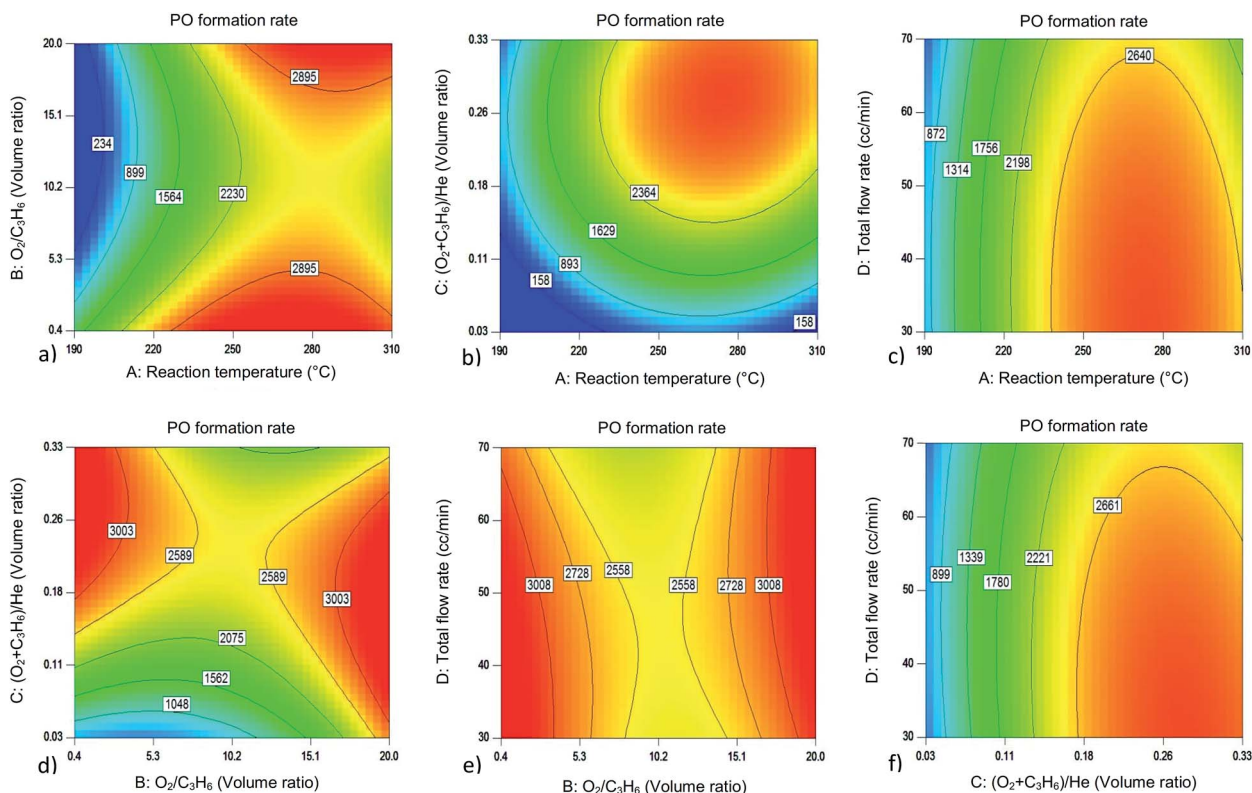 PO formation rate
B: O₂/C₃H₆ (Volume ratio)
20.0
15.1
10.2
5.3
0.4
2895
234
899
1564
2230
2895
190 220 250 280 310
a)
A: Reaction temperature (°C)
PO formation rate
C: (O₂+C₃H₆)/He (Volume ratio)
0.33
0.26
0.18
0.11
0.03
2364
1629
893
158
158
190 220 250 280 310
b)
A: Reaction temperature (°C)
PO formation rate
D: Total flow rate (cc/min)
70
60
50
40
30
2640
872
1756
1314
2198
190 220 250 280 310
c)
A: Reaction temperature (°C)
PO formation rate
C: (O₂+C₃H₆)/He (Volume ratio)
0.33
0.26
0.18
0.11
0.03
3003
2589
2589
3003
2075
1562
1048
0.4 5.3 10.2 15.1 20.0
d)
B: O₂/C₃H₆ (Volume ratio)
PO formation rate
D: Total flow rate (cc/min)
70
60
50
40
30
3008 2728 2558 2558 2728 3008
0.4 5.3 10.2 15.1 20.0
e)
B: O₂/C₃H₆ (Volume ratio)
PO formation rate
D: Total flow rate (cc/min)
70
60
50
40
30
2661
899
1339
1780
2221
0.03 0.11 0.18 0.26 0.33
f)
C: (O₂+C₃H₆)/He (Volume ratio)